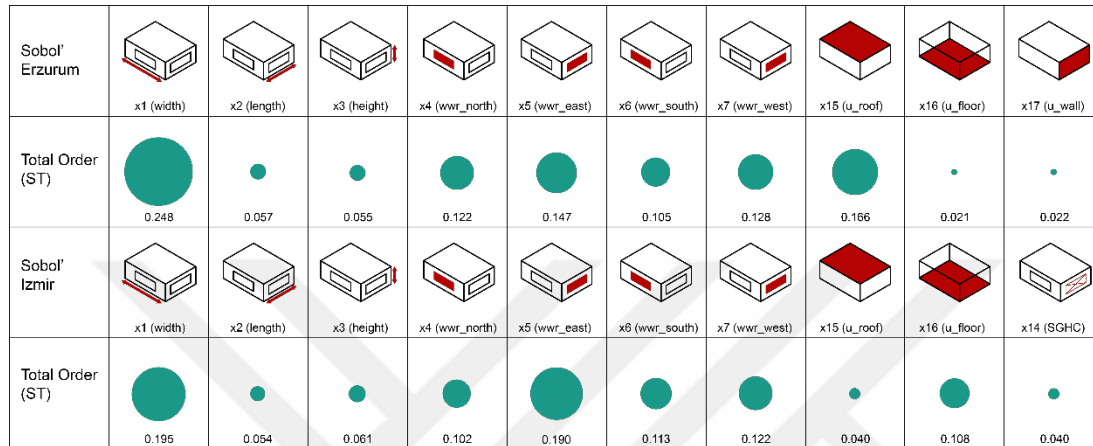 Sobol'
Erzurum
x1 (width) x2 (length) x3 (height) x4 (wwr_north) x5 (wwr_east) x6 (wwr_south) x7 (wwr_west) x15 (u_roof) x16 (u_floor) x17 (u_wall)
Total Order
(ST)
0.248 0.057 0.055 0.122 0.147 0.105 0.128 0.166 0.021 0.022
Sobol'
Izmir
x1 (width) x2 (length) x3 (height) x4 (wwr_north) x5 (wwr_east) x6 (wwr_south) x7 (wwr_west) x15 (u_roof) x16 (u_floor) x14 (SGHC)
Total Order
(ST)
0.195 0.054 0.061 0.102 0.190 0.113 0.122 0.040 0.108 0.040